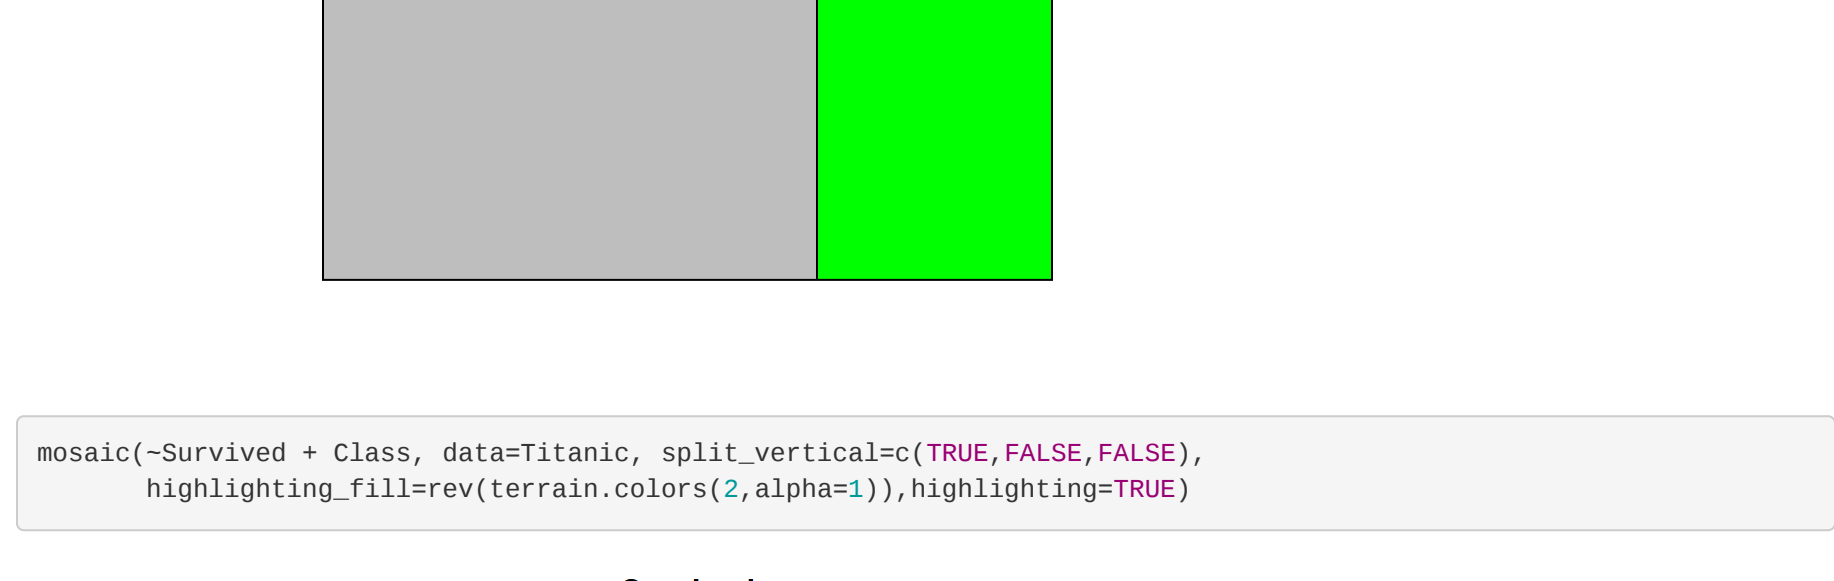 mosaic(~Survived + Class, data=Titanic, split_vertical=c(TRUE,FALSE,FALSE),
       highlighting_fill=rev(terrain.colors(2,alpha=1)),highlighting=TRUE)